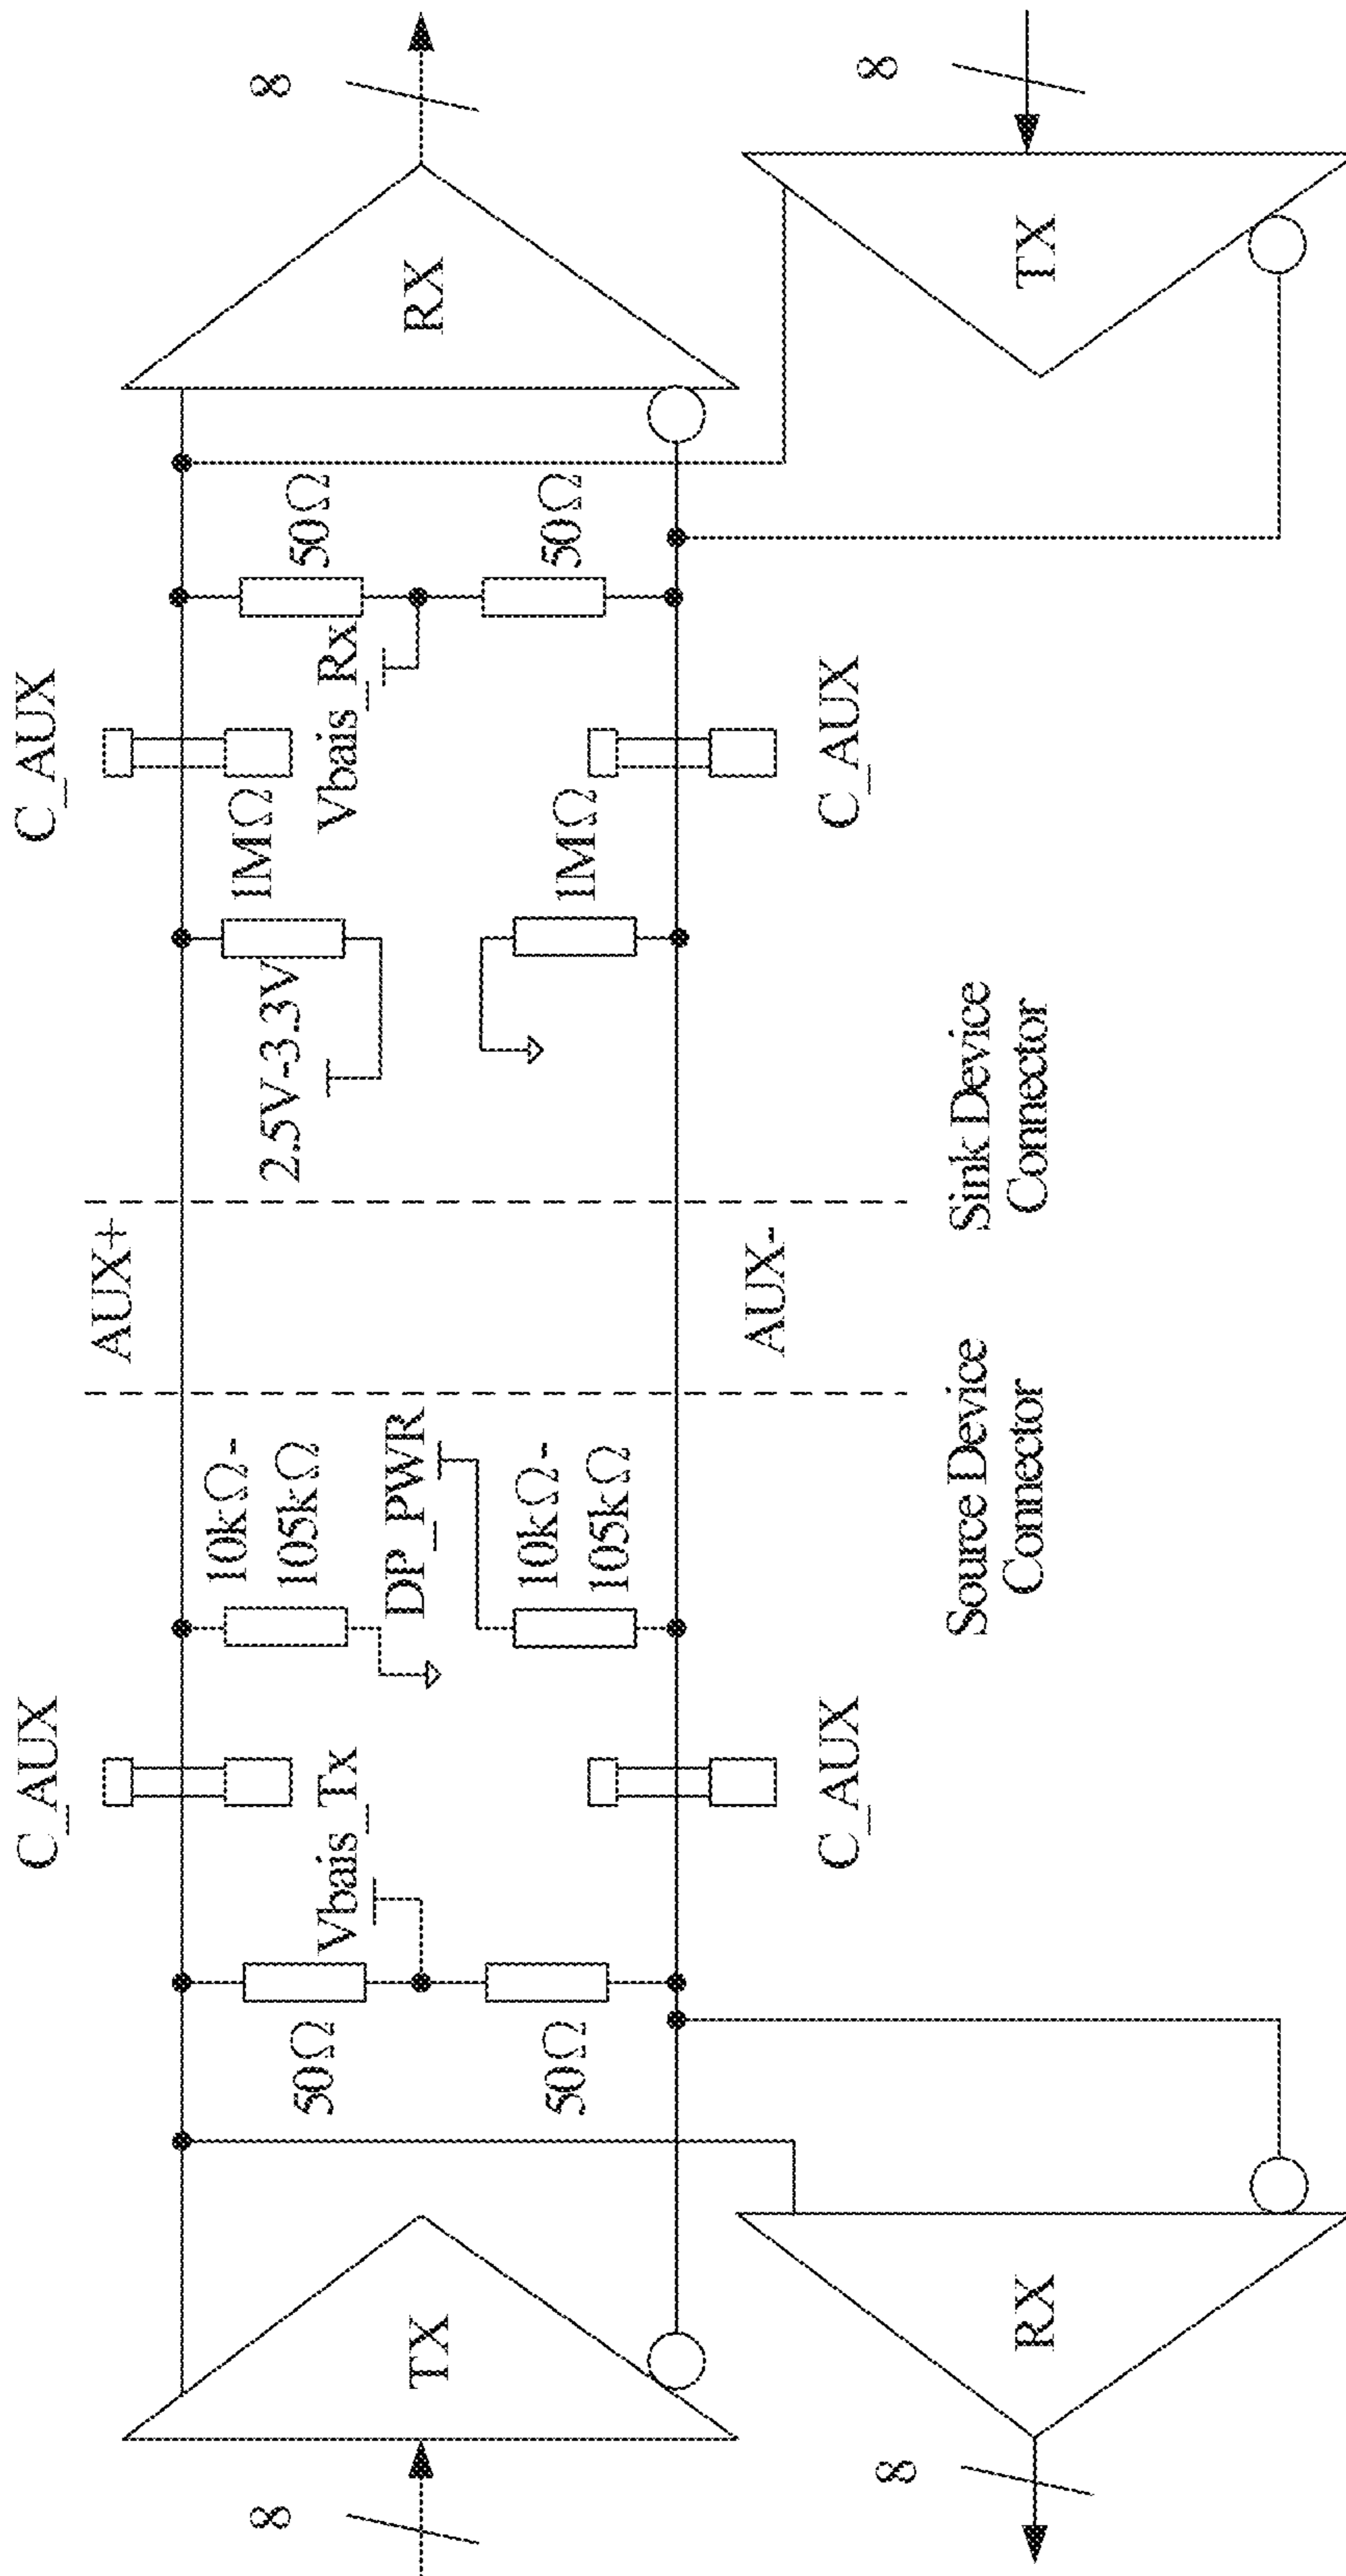 C_AUX
C_AUX
AUX+
8
TX
50Ω
Vbais_Tx
10kΩ-
105kΩ
DP_PWR
2.5V-3.3V
1MΩ
Vbais_Rx
50Ω
RX
8
50Ω
10kΩ-
105kΩ
1MΩ
50Ω
AUX-
C_AUX
C_AUX
8
RX
Source Device
Connector
Sink Device
Connector
TX
8